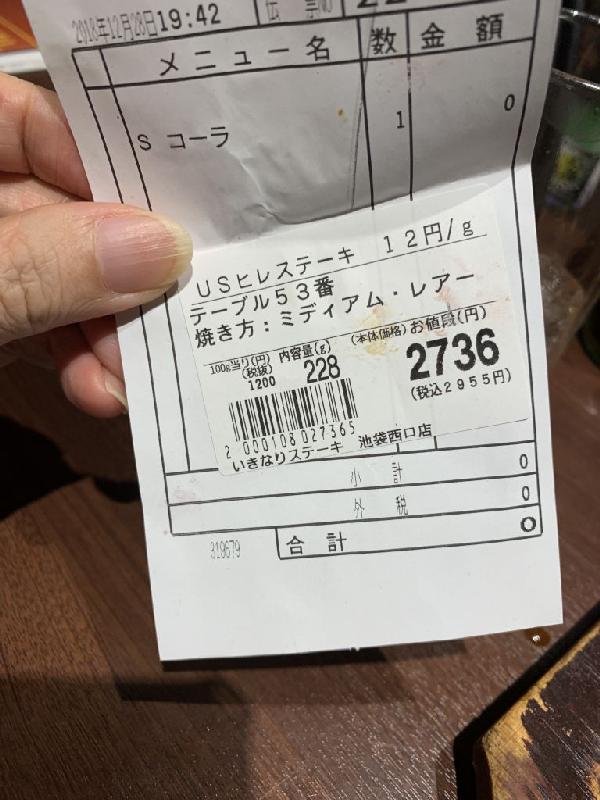 2018年12月28日19:42 伝票No
メニュー名 数 金額
S コーラ 1 0
USヒレステーキ 12円/g
テーブル53番
焼き方：ミディアム・レアー
100g当り(円) 内容量(g) (本体価格)お値段(円)
(税抜)
1200 228 2736
(税込2955円)
2 000108 027365
いきなりステーキ 池袋西口店
小計 0
外税 0
319679 合計 0